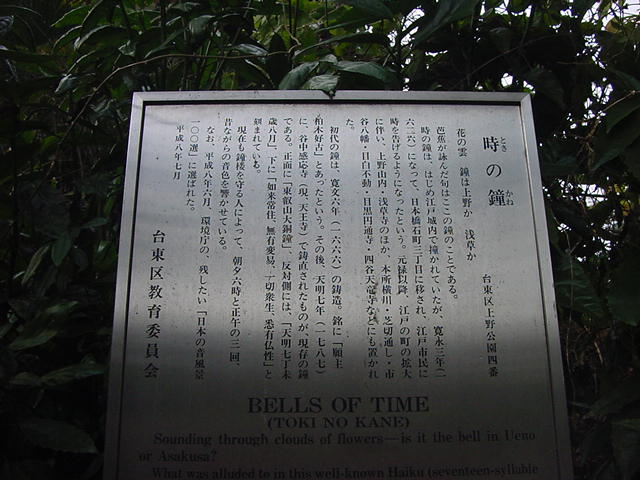 時の鐘
とき
かね
台東区上野公園四番
花の雲 鐘は上野か 浅草か
芭蕉が詠んだ句はここの鐘のことである。
時の鐘は、はじめ江戸城内で撞かれていたが、寛永三年(一
六二六)になって、日本橋石町三丁目に移され、江戸市民に
時を告げるようになったという。元禄以降、江戸の町の拡大
に伴い、上野山内・浅草寺のほか、本所横川・芝切通し・市
谷八幡・目白不動・目黒円通寺・四谷天龍寺などにも置かれ
た。
初代の鐘は、寛文六年(一六六六)の鋳造。銘に「願主
柏木好古」とあったという。その後、天明七年(一七八七)
に、谷中感応寺(現、天王寺)で鋳直されたものが、現存の鐘
である。正面に「東叡山大銅鐘」、反対側には、「天明七丁未
歳八月」、下に「如来常住、無有変易、一切衆生、悉有仏性」と
刻まれている。
現在も鐘楼を守る人によって、朝夕六時と正午の三回、
昔ながらの音色を響かせている。
なお、平成八年六月、環境庁の、残したい「日本の音風景
一〇〇選」に選ばれた。
平成八年七月
台東区教育委員会
BELLS OF TIME
(TOKI NO KANE)
Sounding through clouds of flowers—is it the bell in Ueno
or Asakusa?
What was alluded to in this well-known Haiku (seventeen-syllable